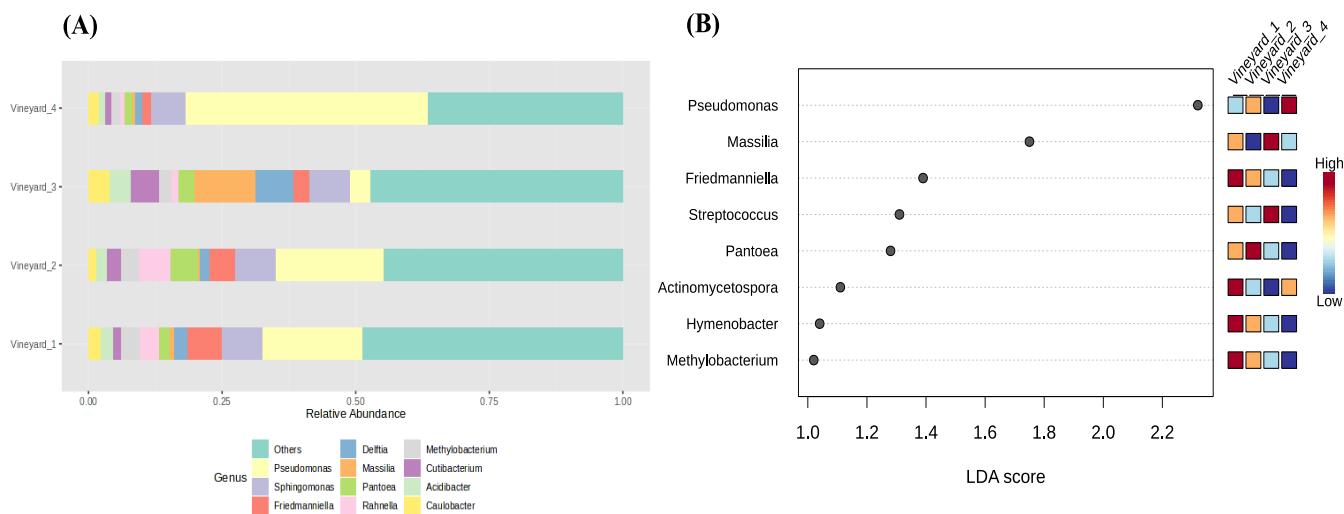 (A)
Vineyard_4
Vineyard_3
Vineyard_2
Vineyard_1
0.00 0.25 0.50 0.75 1.00
Relative Abundance
Genus
Others Delftia Methylobacterium
Pseudomonas Massilia Cutibacterium
Sphingomonas Pantoea Acidibacter
Friedmanniella Rahnella Caulobacter
(B)
Vineyard_1 Vineyard_2 Vineyard_3 Vineyard_4
Pseudomonas
Massilia
Friedmanniella
Streptococcus
Pantoea
Actinomycetospora
Hymenobacter
Methylobacterium
1.0 1.2 1.4 1.6 1.8 2.0 2.2
LDA score
High
Low